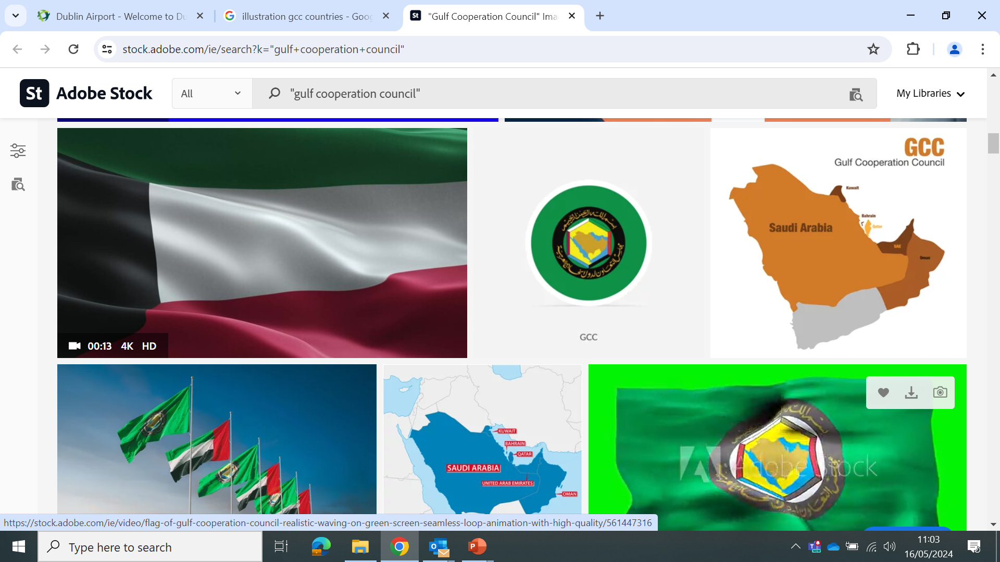 Dublin Airport - Welcome to Du
illustration gcc countries - Goog
St
"Gulf Cooperation Council" Ima
stock.adobe.com/ie/search?k="gulf+cooperation+council"
St Adobe Stock
All
"gulf cooperation council"
My Libraries
00:13 4K HD
GCC
GCC
Gulf Cooperation Council
Kuwait
Bahrain
Qatar
Saudi Arabia
UAE
Oman
KUWAIT
BAHRAIN
QATAR
SAUDI ARABIA
UNITED ARAB EMIRATES
OMAN
Adobe Stock
https://stock.adobe.com/ie/video/flag-of-gulf-cooperation-council-realistic-waving-on-green-screen-seamless-loop-animation-with-high-quality/561447316
Type here to search
11:03
16/05/2024